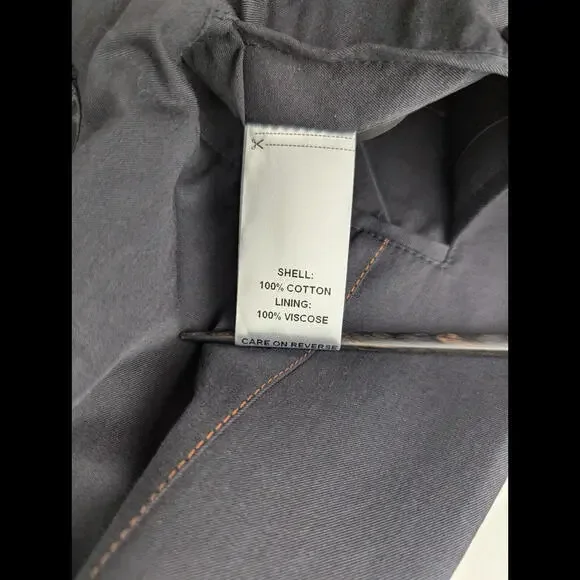 SHELL:
100% COTTON
LINING:
100% VISCOSE
CARE ON REVERSE